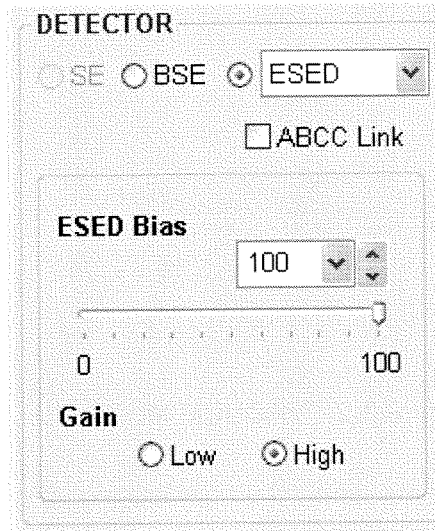 DETECTOR
SE BSE ESED
ABCC Link
ESED Bias
100
0 100
Gain
Low High